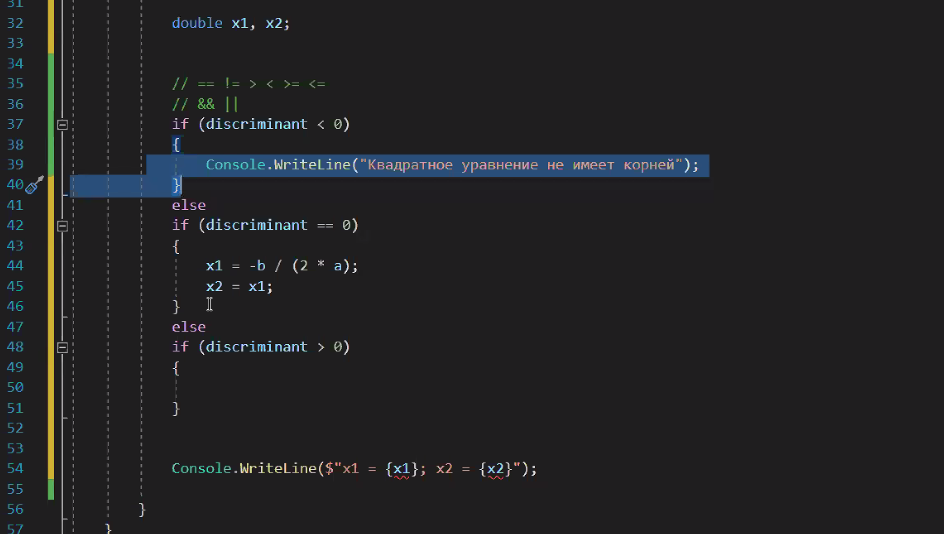 31
32 double x1, x2;
33
34
35 // == != > < >= <=
36 // && ||
37 if (discriminant < 0)
38 {
39 Console.WriteLine("Квадратное уравнение не имеет корней");
40 }
41 else
42 if (discriminant == 0)
43 {
44 x1 = -b / (2 * a);
45 x2 = x1;
46 }
47 else
48 if (discriminant > 0)
49 {
50
51 }
52
53
54 Console.WriteLine($"x1 = {x1}; x2 = {x2}");
55
56 }
57 }